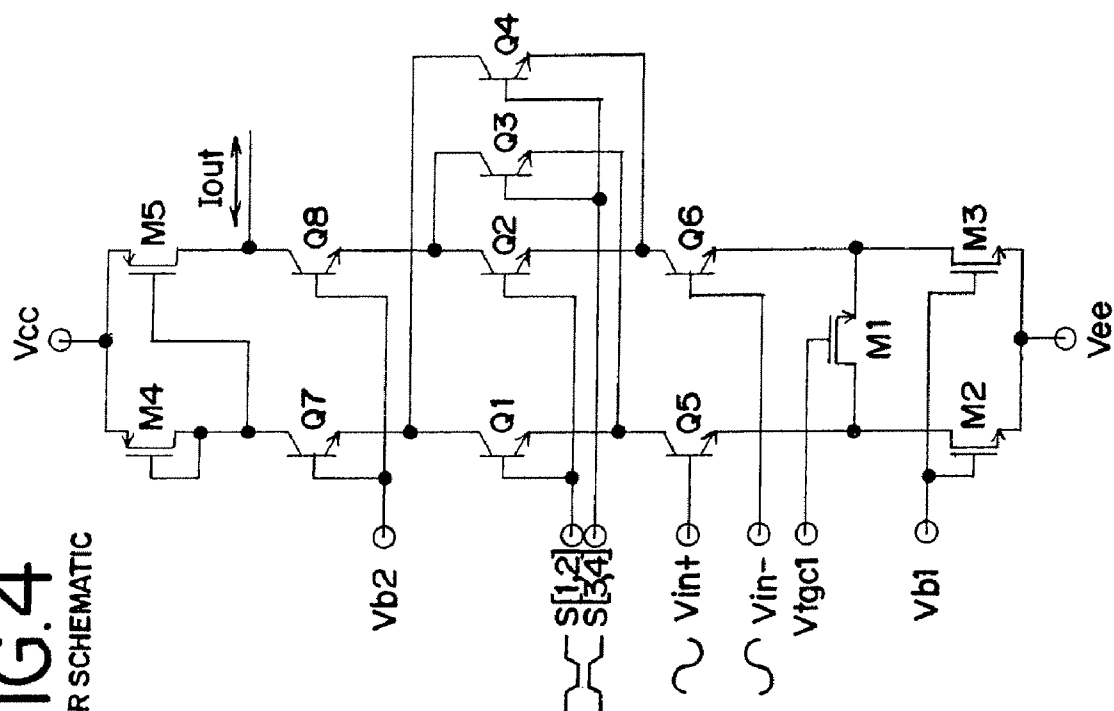 IG. 4
R SCHEMATIC
Vcc
M4
M5
Iout
Q7
Q8
Q4
Q3
Q1
Q2
Vb2
S[1,2]
S[3,4]
Q5
Q6
Vin+
Vin-
Vtgc1
M1
Vb1
M2
M3
Vee